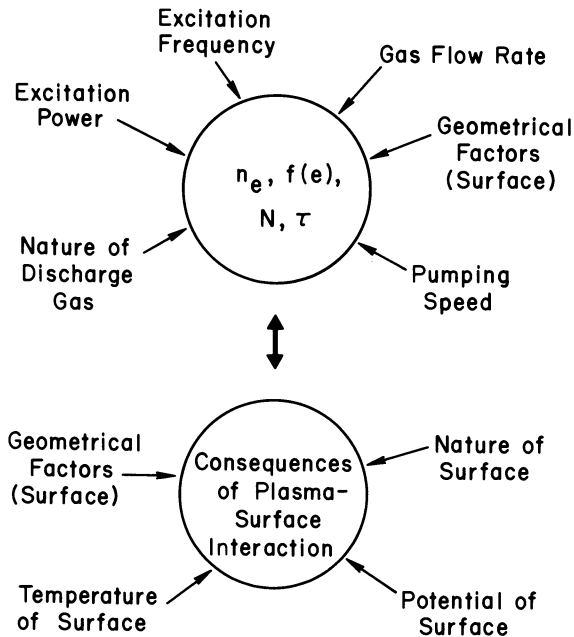 Excitation
Frequency
Gas Flow Rate
Excitation
Power
Geometrical
Factors
(Surface)
n_e, f(e),
N, τ
Nature of
Discharge
Gas
Pumping
Speed
Geometrical
Factors
(Surface)
Consequences
of Plasma-
Surface
Interaction
Nature of
Surface
Temperature
of Surface
Potential of
Surface